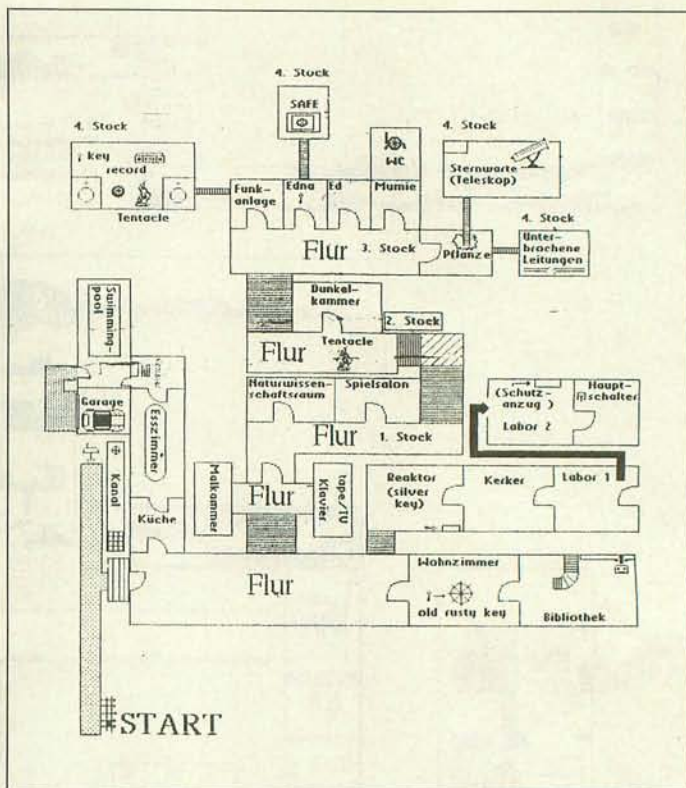 4. Stock
SAFE
4. Stock
key
record
Tentacle
WC
4. Stock
Sternwarte
(Teleskop)
Funk-
anlage
Edna
Ed
Mumie
4. Stock
Unter-
brochene
Leitungen
Flur
3. Stock
Pflanze
Dunkel-
kammer
2. Stock
Flur
Tentacle
Swimming-
pool
Garage
Esszimmer
Naturwissen-
schaftsraum
Spielsalon
Flur
1. Stock
(Schutz-
anzug)
Labor 2
Haupt-
schalter
Kanal
Küche
Malkammer
Flur
tape/TV
Klavier
Reaktor
(silver
key)
Kerker
Labor 1
Flur
Wohnzimmer
old rusty key
Bibliothek
START